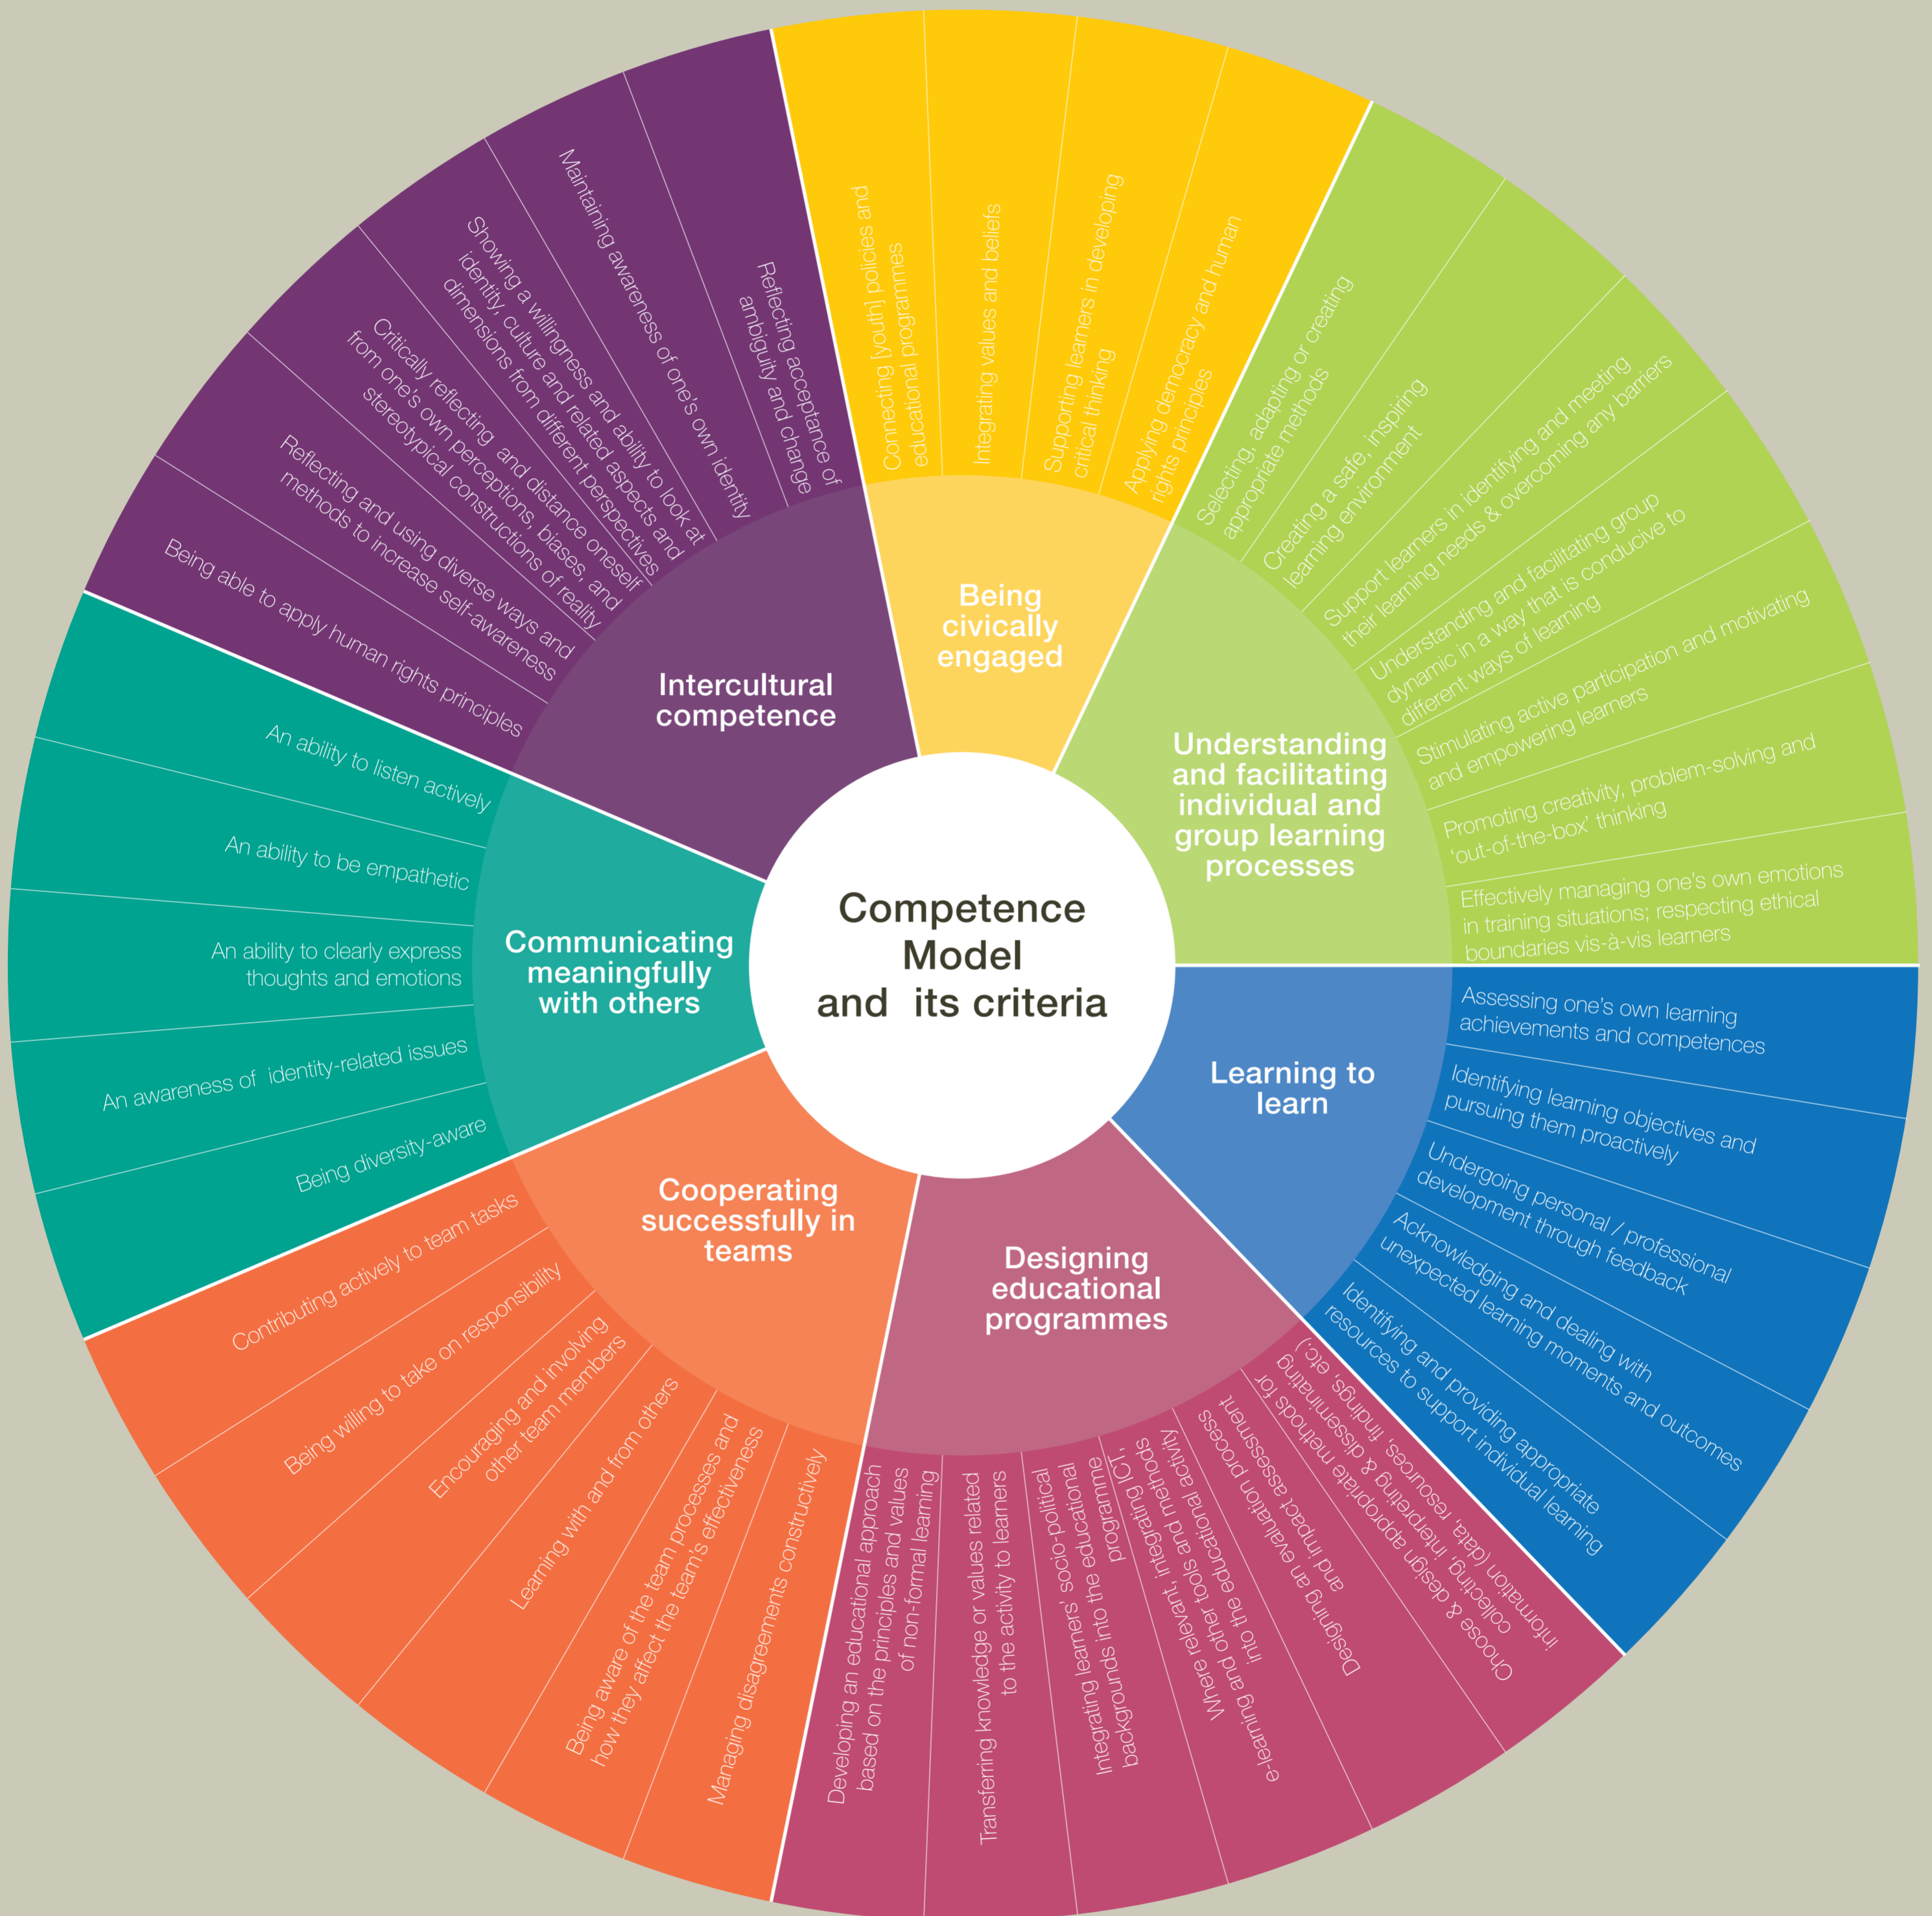 Competence
Model
and its criteria
Being
civically
engaged
Connecting [youth] policies and
educational programmes
Integrating values and beliefs
Supporting learners in developing
critical thinking
Applying democracy and human
rights principles
Understanding
and facilitating
individual and
group learning
processes
Selecting, adapting or creating
appropriate methods
Creating a safe, inspiring
learning environment
Support learners in identifying and meeting
their learning needs & overcoming any barriers
Understanding and facilitating group
dynamic in a way that is conducive to
different ways of learning
Stimulating active participation and motivating
and empowering learners
Promoting creativity, problem-solving and
‘out-of-the-box’ thinking
Effectively managing one’s own emotions
in training situations; respecting ethical
boundaries vis-à-vis learners
Learning to
learn
Assessing one’s own learning
achievements and competences
Identifying learning objectives and
pursuing them proactively
Undergoing personal / professional
development through feedback
Acknowledging and dealing with
unexpected learning moments and outcomes
Identifying and providing appropriate
resources to support individual learning
Designing
educational
programmes
Choose & design appropriate methods for
collecting, interpreting & disseminating
information (data, resources, findings, etc.)
Designing an evaluation process
and impact assessment
Where relevant, integrating ICT,
e-learning and other tools and methods
into the educational activity
Integrating learners’ socio-political
backgrounds into the educational
programme
Transferring knowledge or values related
to the activity to learners
Developing an educational approach
based on the principles and values
of non-formal learning
Cooperating
successfully in
teams
Managing disagreements constructively
Being aware of the team processes and
how they affect the team’s effectiveness
Learning with and from others
Encouraging and involving
other team members
Being willing to take on responsibility
Contributing actively to team tasks
Communicating
meaningfully
with others
Being diversity-aware
An awareness of identity-related issues
An ability to clearly express
thoughts and emotions
An ability to be empathetic
An ability to listen actively
Intercultural
competence
Being able to apply human rights principles
Reflecting and using diverse ways and
methods to increase self-awareness
Critically reflecting and distance oneself
from one’s own perceptions, biases, and
stereotypical constructions of reality
Showing a willingness and ability to look at
identity, culture and related aspects and
dimensions from different perspectives
Maintaining awareness of one’s own identity
Reflecting acceptance of
ambiguity and change